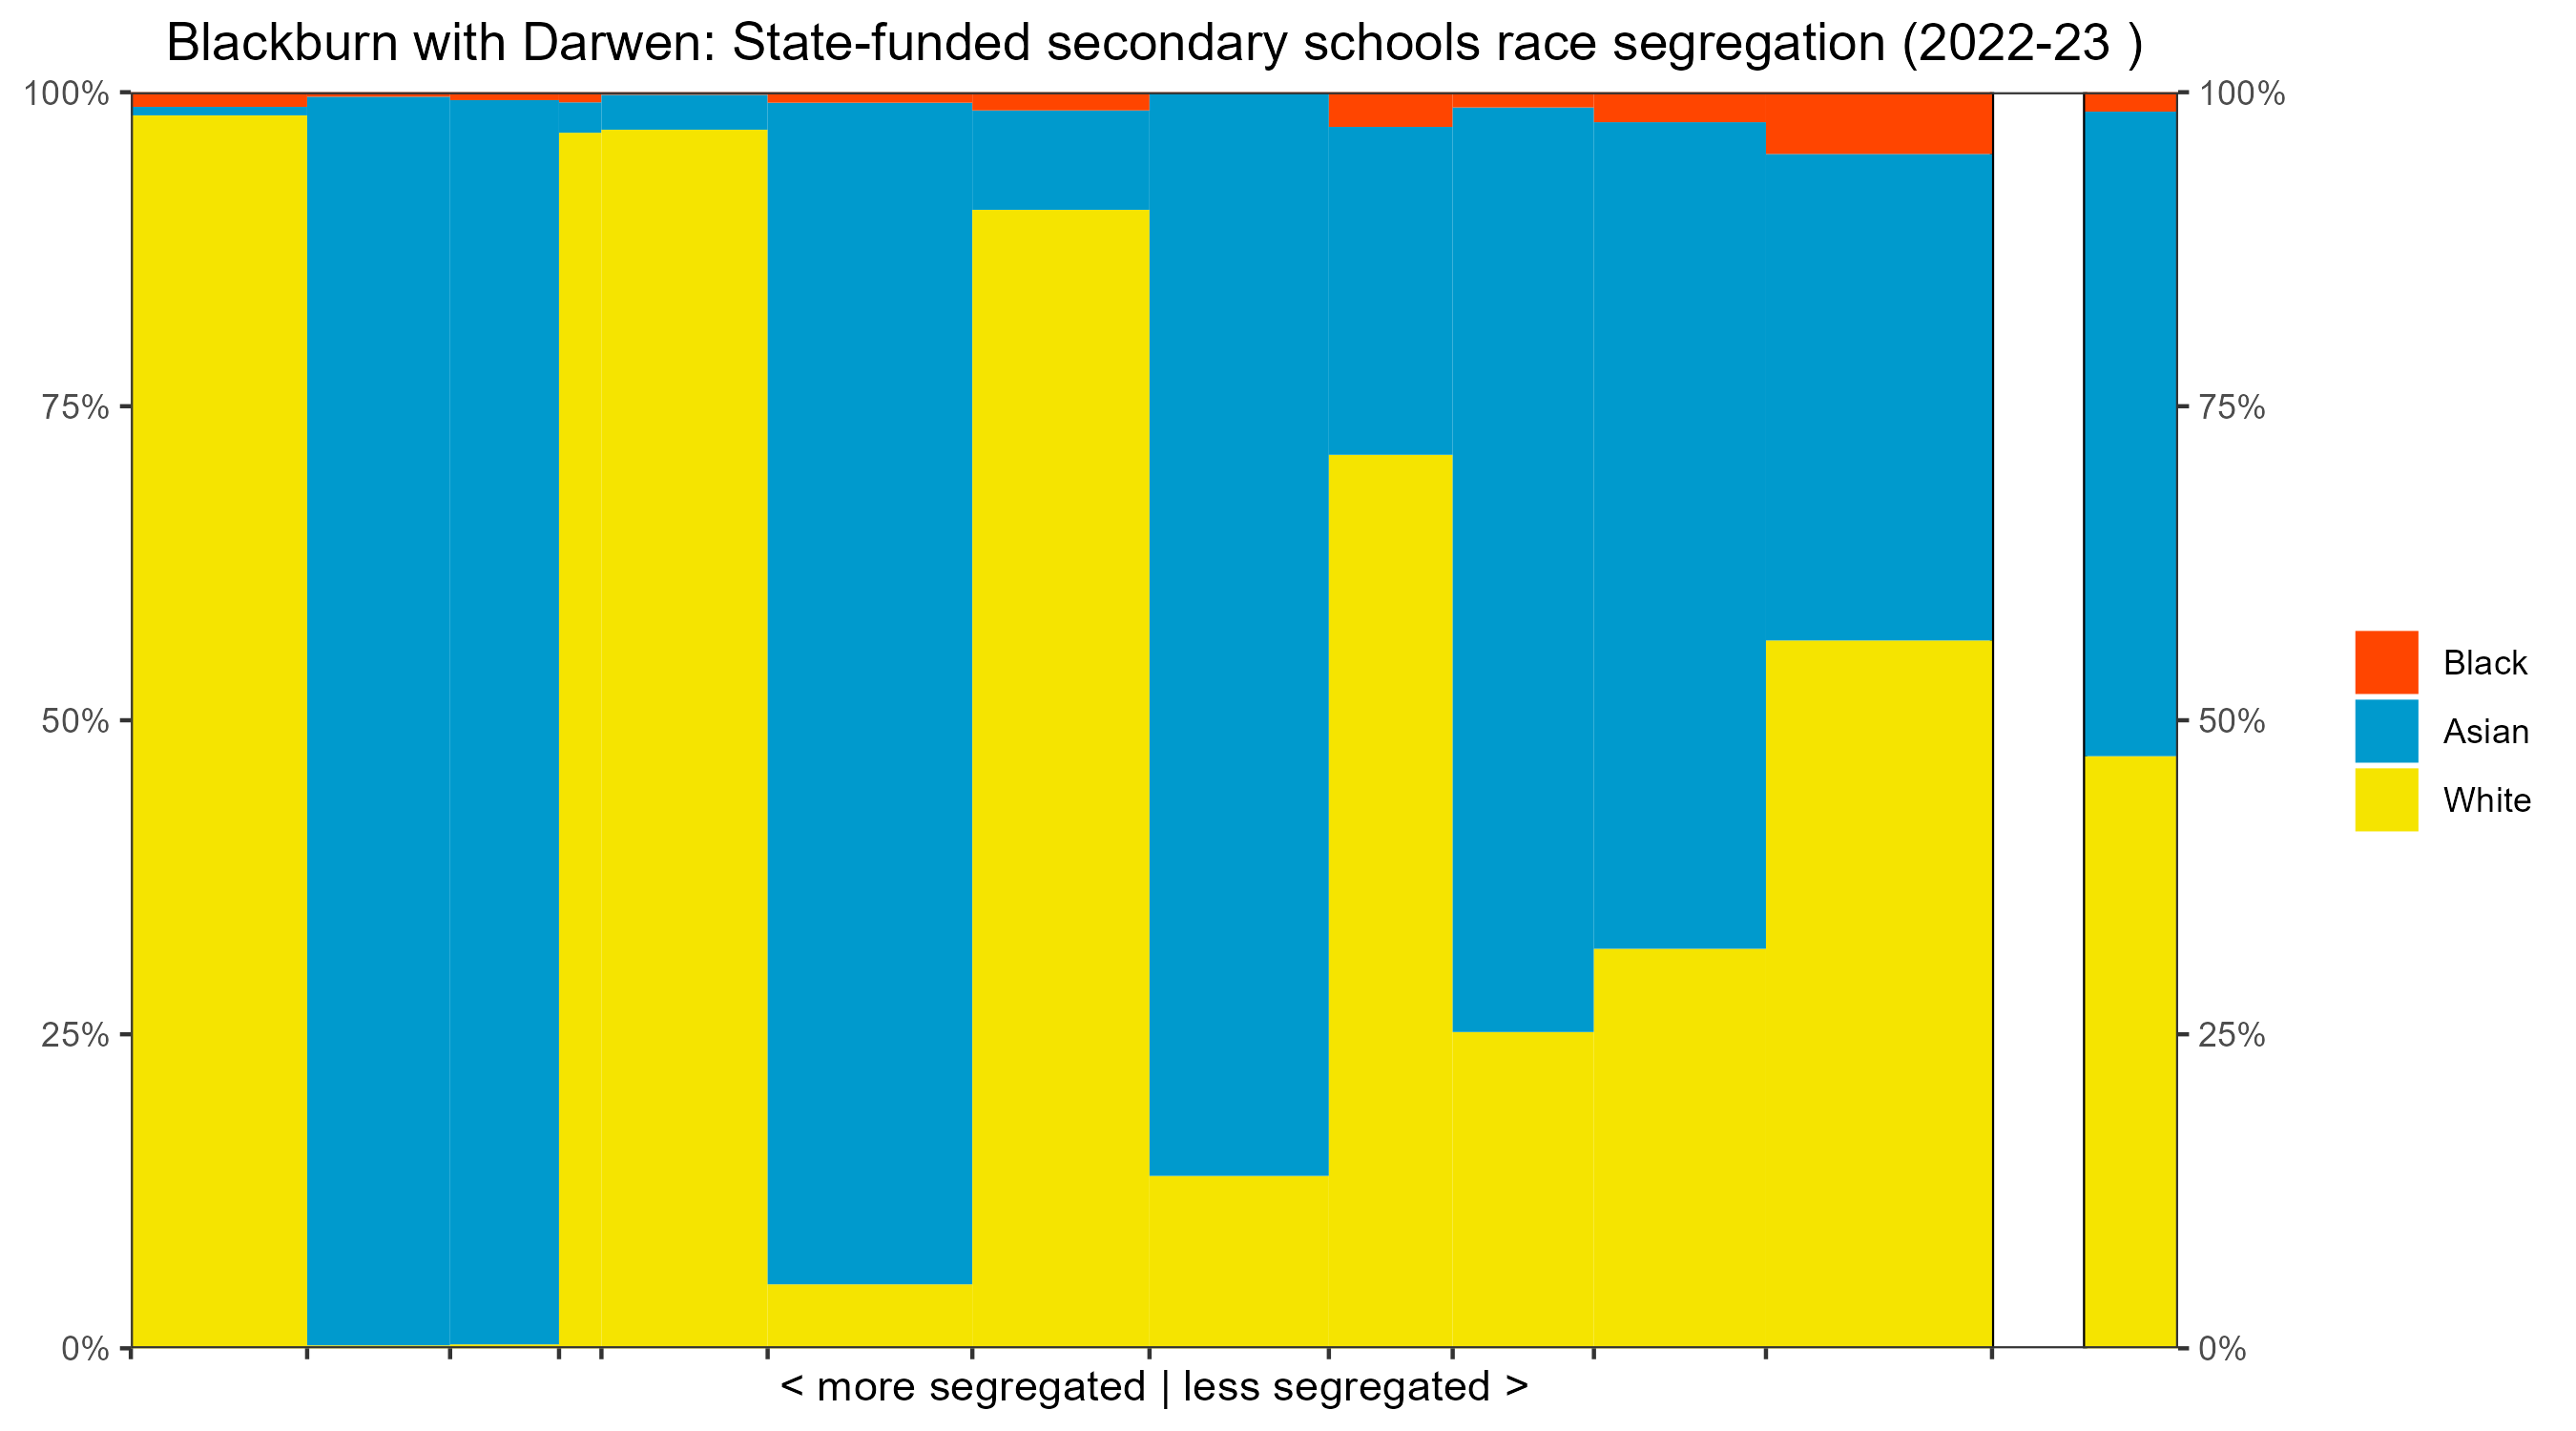 Blackburn with Darwen: State-funded secondary schools race segregation (2022-23 )
100%
75%
50%
25%
0%
100%
75%
50%
25%
0%
Black
Asian
White
< more segregated | less segregated >